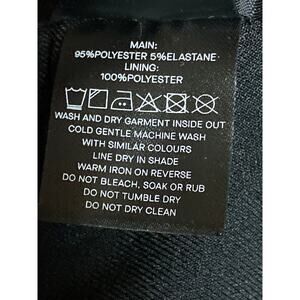 MAIN:
95%POLYESTER 5%ELASTANE
LINING:
100%POLYESTER
WASH AND DRY GARMENT INSIDE OUT
COLD GENTLE MACHINE WASH
WITH SIMILAR COLOURS
LINE DRY IN SHADE
WARM IRON ON REVERSE
DO NOT BLEACH, SOAK OR RUB
DO NOT TUMBLE DRY
DO NOT DRY CLEAN